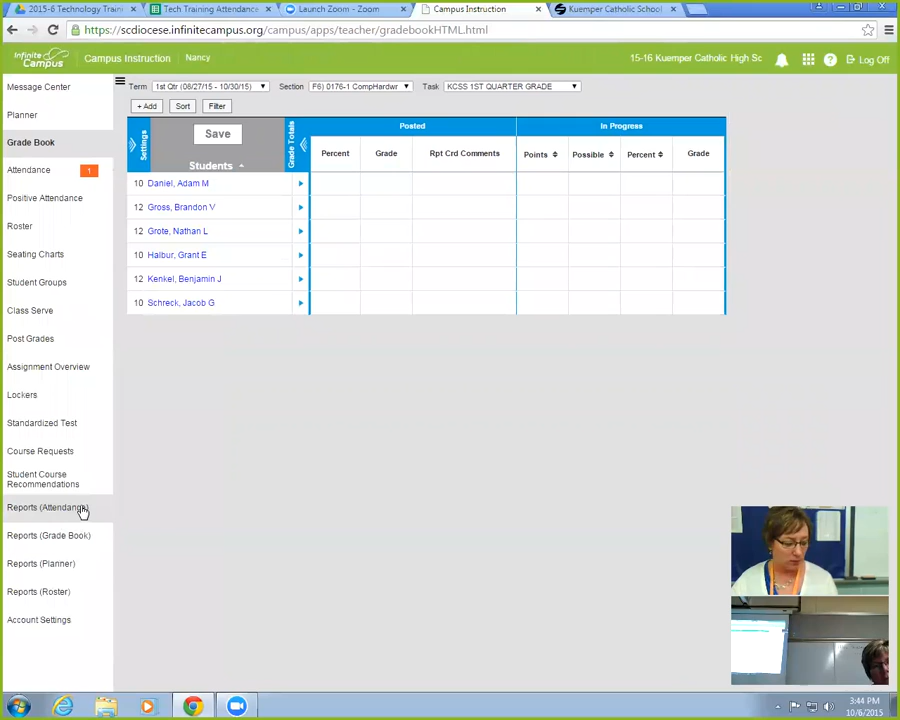 2015-6 Technology Traini
Tech Training Attendance
Launch Zoom - Zoom
Campus Instruction
Kuemper Catholic School
https://scdiocese.infinitecampus.org/campus/apps/teacher/gradebookHTML.html
Infinite Campus
Campus Instruction
Nancy
15-16 Kuemper Catholic High Sc
Log Off
Message Center
Planner
Grade Book
Attendance
1
Positive Attendance
Roster
Seating Charts
Student Groups
Class Serve
Post Grades
Assignment Overview
Lockers
Standardized Test
Course Requests
Student Course
Recommendations
Reports (Attendance)
Reports (Grade Book)
Reports (Planner)
Reports (Roster)
Account Settings
Term 1st Qtr (08/27/15 - 10/30/15) Section F6) 0176-1 CompHardwr Task KCSS 1ST QUARTER GRADE
+ Add Sort Filter
Settings
Save
Students
Grade Totals
Posted In Progress
Percent Grade Rpt Crd Comments Points Possible Percent Grade
10 Daniel, Adam M
12 Gross, Brandon V
12 Grote, Nathan L
10 Halbur, Grant E
12 Kenkel, Benjamin J
12 Schreck, Jacob G
3:44 PM
10/6/2015